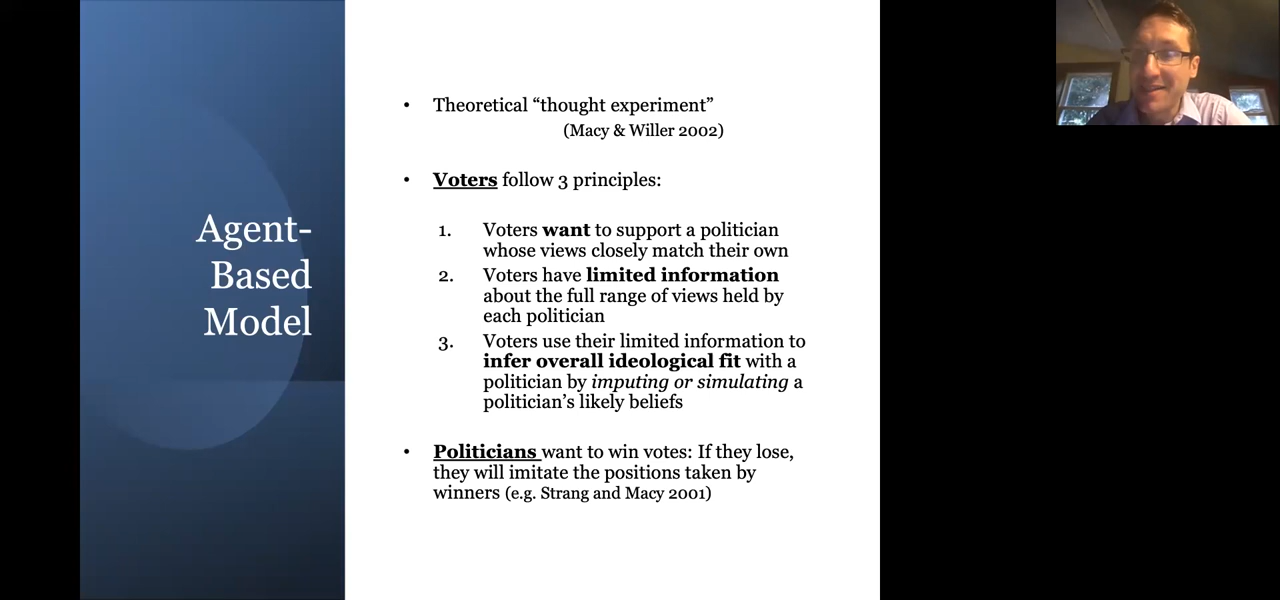 Agent-
Based
Model
• Theoretical “thought experiment”
(Macy & Willer 2002)
• Voters follow 3 principles:
1. Voters want to support a politician
whose views closely match their own
2. Voters have limited information
about the full range of views held by
each politician
3. Voters use their limited information to
infer overall ideological fit with a
politician by imputing or simulating a
politician’s likely beliefs
• Politicians want to win votes: If they lose,
they will imitate the positions taken by
winners (e.g. Strang and Macy 2001)